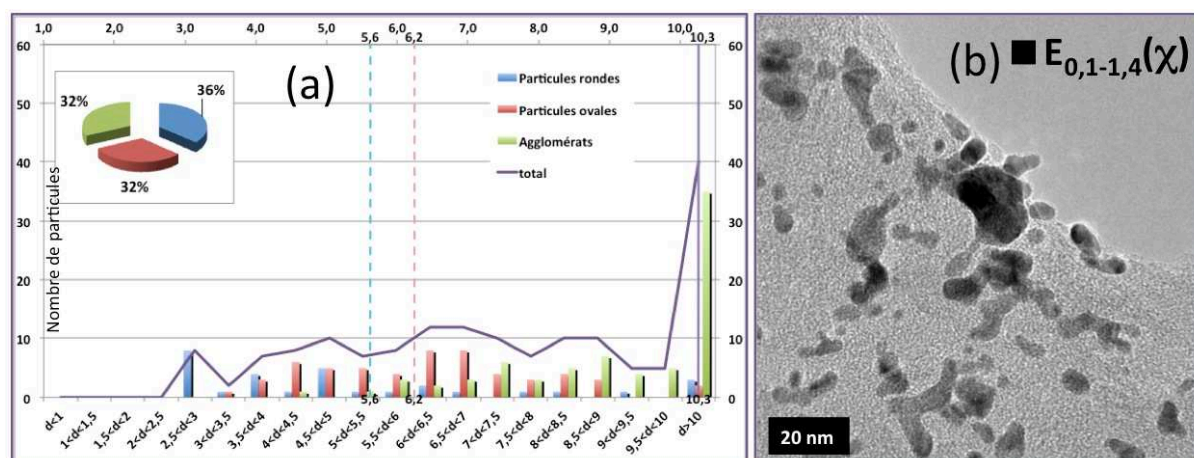 1,0 2,0 3,0 4,0 5,0 6,0 7,0 8,0 9,0 10,0
5,6 6,2 10,3
60 60
50 50
40 40
30 30
20 20
10 10
0 0
Nombre de particules
32% 36%
32%
(a)
Particules rondes
Particules ovales
Agglomérats
total
5,6 6,2 10,3
d<1
1<d<1,5
1,5<d<2
2<d<2,5
2,5<d<3
3<d<3,5
3,5<d<4
4<d<4,5
4,5<d<5
5<d<5,5
5,5<d<6
6<d<6,5
6,5<d<7
7<d<7,5
7,5<d<8
8<d<8,5
8,5<d<9
9<d<9,5
9,5<d<10
d>10
(b) E0,1-1,4(χ)
20 nm